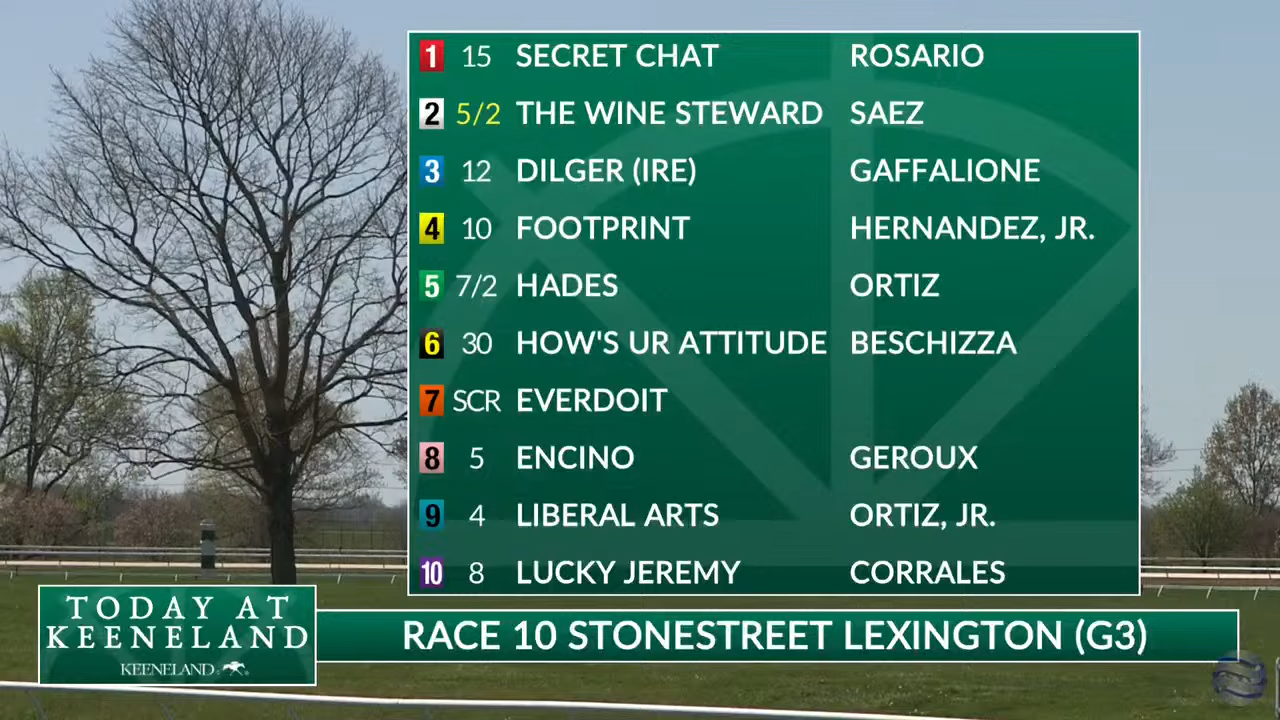 1 15 SECRET CHAT ROSARIO
2 5/2 THE WINE STEWARD SAEZ
3 12 DILGER (IRE) GAFFALIONE
4 10 FOOTPRINT HERNANDEZ, JR.
5 7/2 HADES ORTIZ
6 30 HOW'S UR ATTITUDE BESCHIZZA
7 SCR EVERDOIT
8 5 ENCINO GEROUX
9 4 LIBERAL ARTS ORTIZ, JR.
10 8 LUCKY JEREMY CORRALES
TODAY AT
KEENELAND
KEENELAND
RACE 10 STONESTREET LEXINGTON (G3)